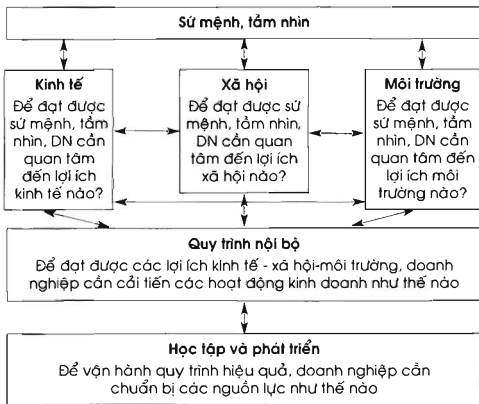 Sứ mệnh, tầm nhìn
Kinh tế
Để đạt được
sứ mệnh, tầm
nhìn, DN cần
quan tâm
đến lợi ích
kinh tế nào?
Xã hội
Để đạt được sứ
mệnh, tầm nhìn,
DN cần quan
tâm đến lợi ích
xã hội nào?
Môi trường
Để đạt được
sứ mệnh, tầm
nhìn, DN cần
quan tâm đến
lợi ích môi
trường nào?
Quy trình nội bộ
Để đạt được các lợi ích kinh tế - xã hội-môi trường, doanh
nghiệp cần cải tiến các hoạt động kinh doanh như thế nào
Học tập và phát triển
Để vận hành quy trình hiệu quả, doanh nghiệp cần
chuẩn bị các nguồn lực như thế nào